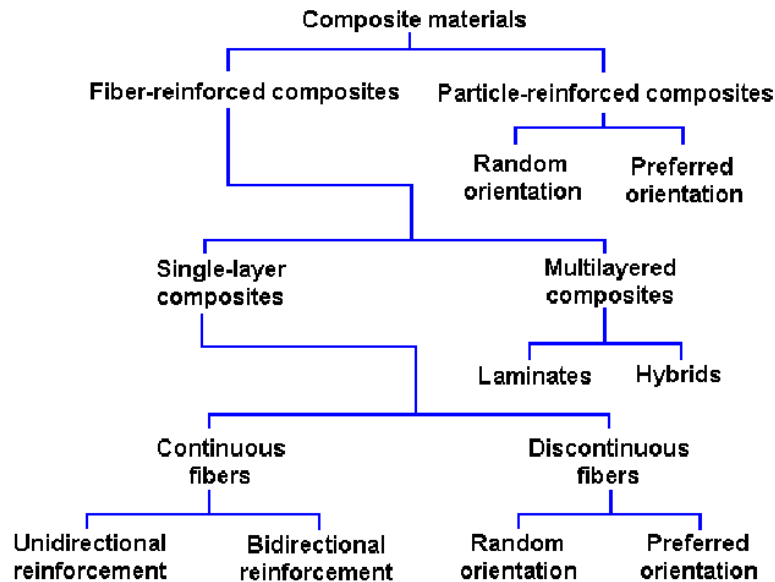 Composite materials
Fiber-reinforced composites
Particle-reinforced composites
Random
orientation
Preferred
orientation
Single-layer
composites
Multilayered
composites
Laminates
Hybrids
Continuous
fibers
Discontinuous
fibers
Unidirectional
reinforcement
Bidirectional
reinforcement
Random
orientation
Preferred
orientation